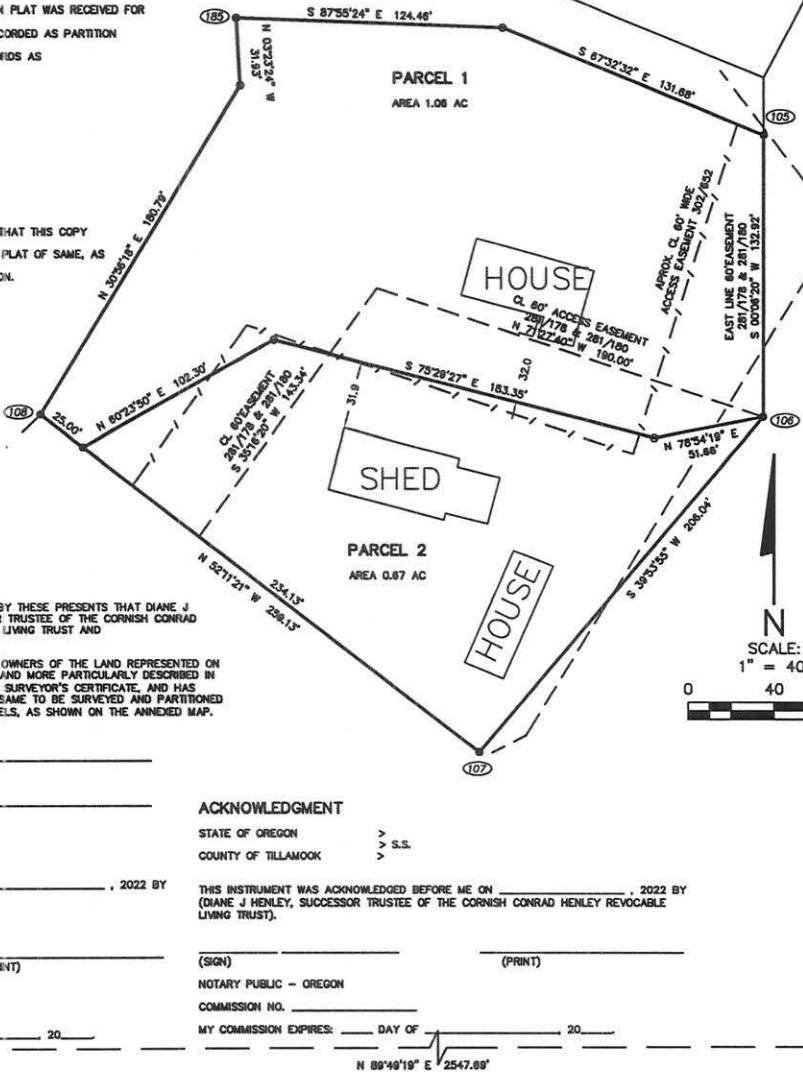 N PLAT WAS RECEIVED FOR
CORDED AS PARTITION
RDS AS
185
S 87°55'24" E 124.46'
N 03°23'24" W
31.93'
PARCEL 1
AREA 1.06 AC
S 67°32'32" E 131.68'
105
THAT THIS COPY
PLAT OF SAME, AS
ON.
N 30°56'18" E 180.79'
APROX. CL 60' WIDE
ACCESS EASEMENT 302/652
EAST LINE 60'EASEMENT
281/178 & 281/180
S 00°06'20" W 132.92'
HOUSE
CL 60' ACCESS EASEMENT
281/178 & 281/180
N 71°27'40" W 190.00'
108
25.00'
N 60°23'50" E 102.30'
CL 60'EASEMENT
281/178 & 281/180
S 35°16'20" W 143.34'
S 75°29'27" E 183.35'
31.9
32.0
N 78°54'19" E
51.66'
106
SHED
PARCEL 2
AREA 0.67 AC
HOUSE
N 52°11'21" W 259.13'
234.13'
S 39°53'55" W 206.04'
107
N
SCALE:
1" = 40
0 40
BY THESE PRESENTS THAT DIANE J
R TRUSTEE OF THE CORNISH CONRAD
LIVING TRUST AND
OWNERS OF THE LAND REPRESENTED ON
AND MORE PARTICULARLY DESCRIBED IN
SURVEYOR'S CERTIFICATE, AND HAS
SAME TO BE SURVEYED AND PARTITIONED
ELS, AS SHOWN ON THE ANNEXED MAP.
, 2022 BY
INT)
20
ACKNOWLEDGMENT
STATE OF OREGON >
> S.S.
COUNTY OF TILLAMOOK >
THIS INSTRUMENT WAS ACKNOWLEDGED BEFORE ME ON ____________, 2022 BY
(DIANE J HENLEY, SUCCESSOR TRUSTEE OF THE CORNISH CONRAD HENLEY REVOCABLE
LIVING TRUST).
(SIGN) (PRINT)
NOTARY PUBLIC – OREGON
COMMISSION NO. ____________
MY COMMISSION EXPIRES: _____ DAY OF ____________ 20____
N 89°49'19" E 2547.69'